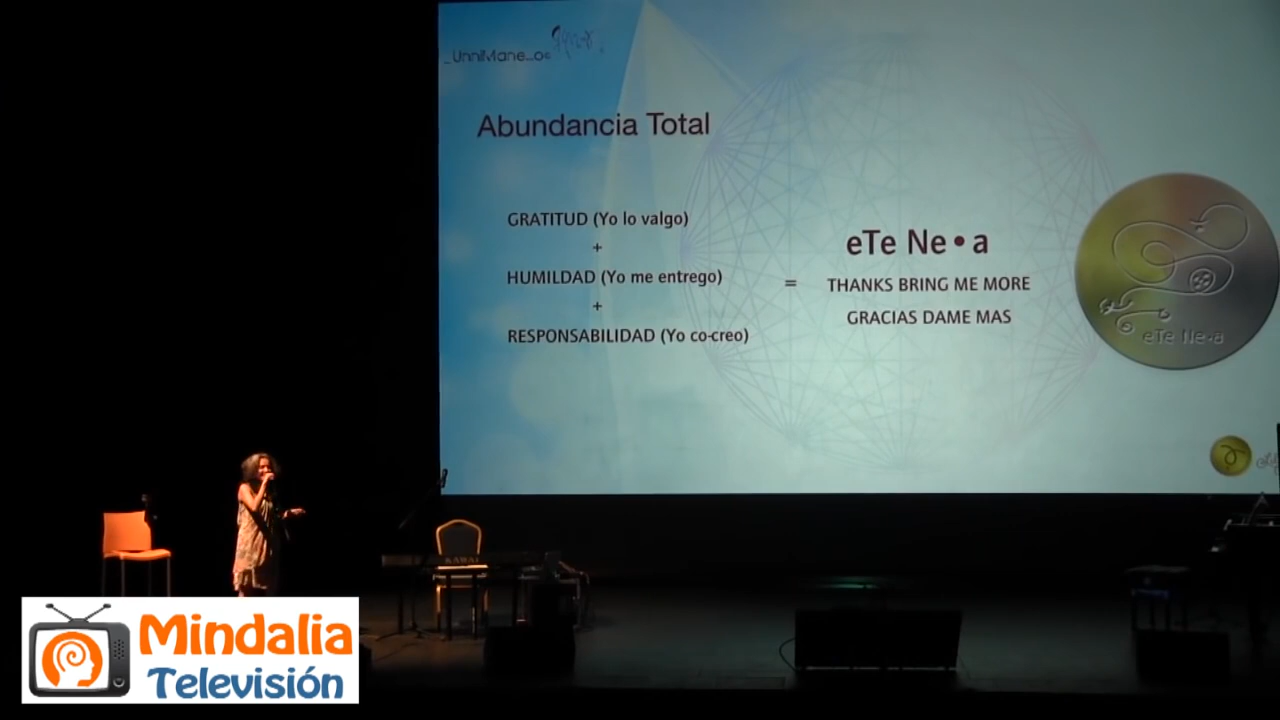 Abundancia Total
GRATITUD (Yo lo valgo)
+
HUMILDAD (Yo me entrego)
+
RESPONSABILIDAD (Yo co-creo)
=
eTe Ne•a
THANKS BRING ME MORE
GRACIAS DAME MAS
eTe Ne•a
KAWAI
Mindalia
Televisión